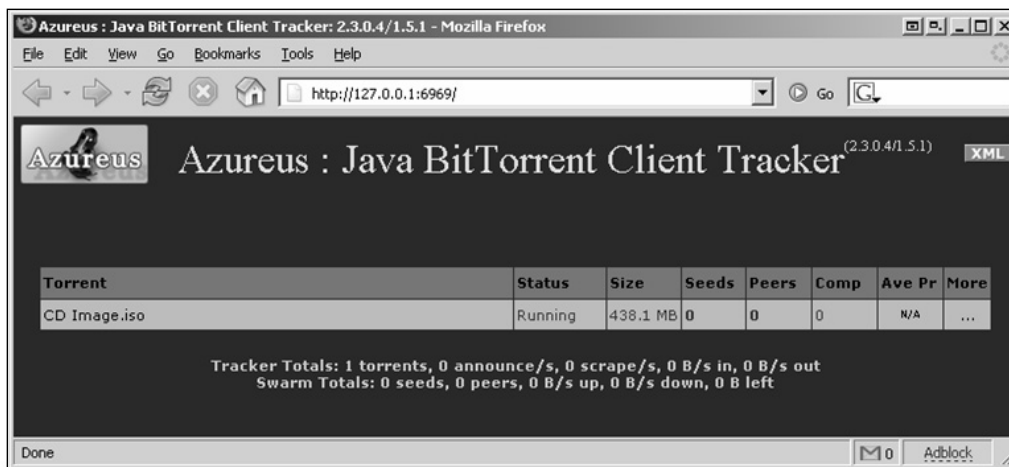 Azureus : Java BitTorrent Client Tracker: 2.3.0.4/1.5.1 - Mozilla Firefox
File Edit View Go Bookmarks Tools Help
http://127.0.0.1:6969/ Go G
Azureus Azureus : Java BitTorrent Client Tracker (2.3.0.4/1.5.1) XML
Torrent Status Size Seeds Peers Comp Ave Pr More
CD Image.iso Running 438.1 MB 0 0 0 N/A ...
Tracker Totals: 1 torrents, 0 announce/s, 0 scrape/s, 0 B/s in, 0 B/s out
Swarm Totals: 0 seeds, 0 peers, 0 B/s up, 0 B/s down, 0 B left
Done 0 Adblock